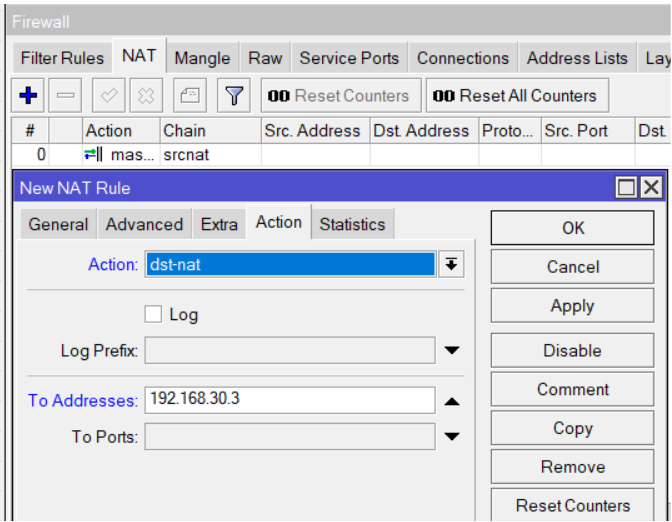 Firewall
Filter Rules NAT Mangle Raw Service Ports Connections Address Lists Lay
00 Reset Counters 00 Reset All Counters
# Action Chain Src. Address Dst. Address Proto... Src. Port Dst.
0 mas... srcnat
New NAT Rule
General Advanced Extra Action Statistics
OK
Action: dst-nat
Cancel
Log
Apply
Log Prefix:
Disable
To Addresses: 192.168.30.3
Comment
To Ports:
Copy
Remove
Reset Counters